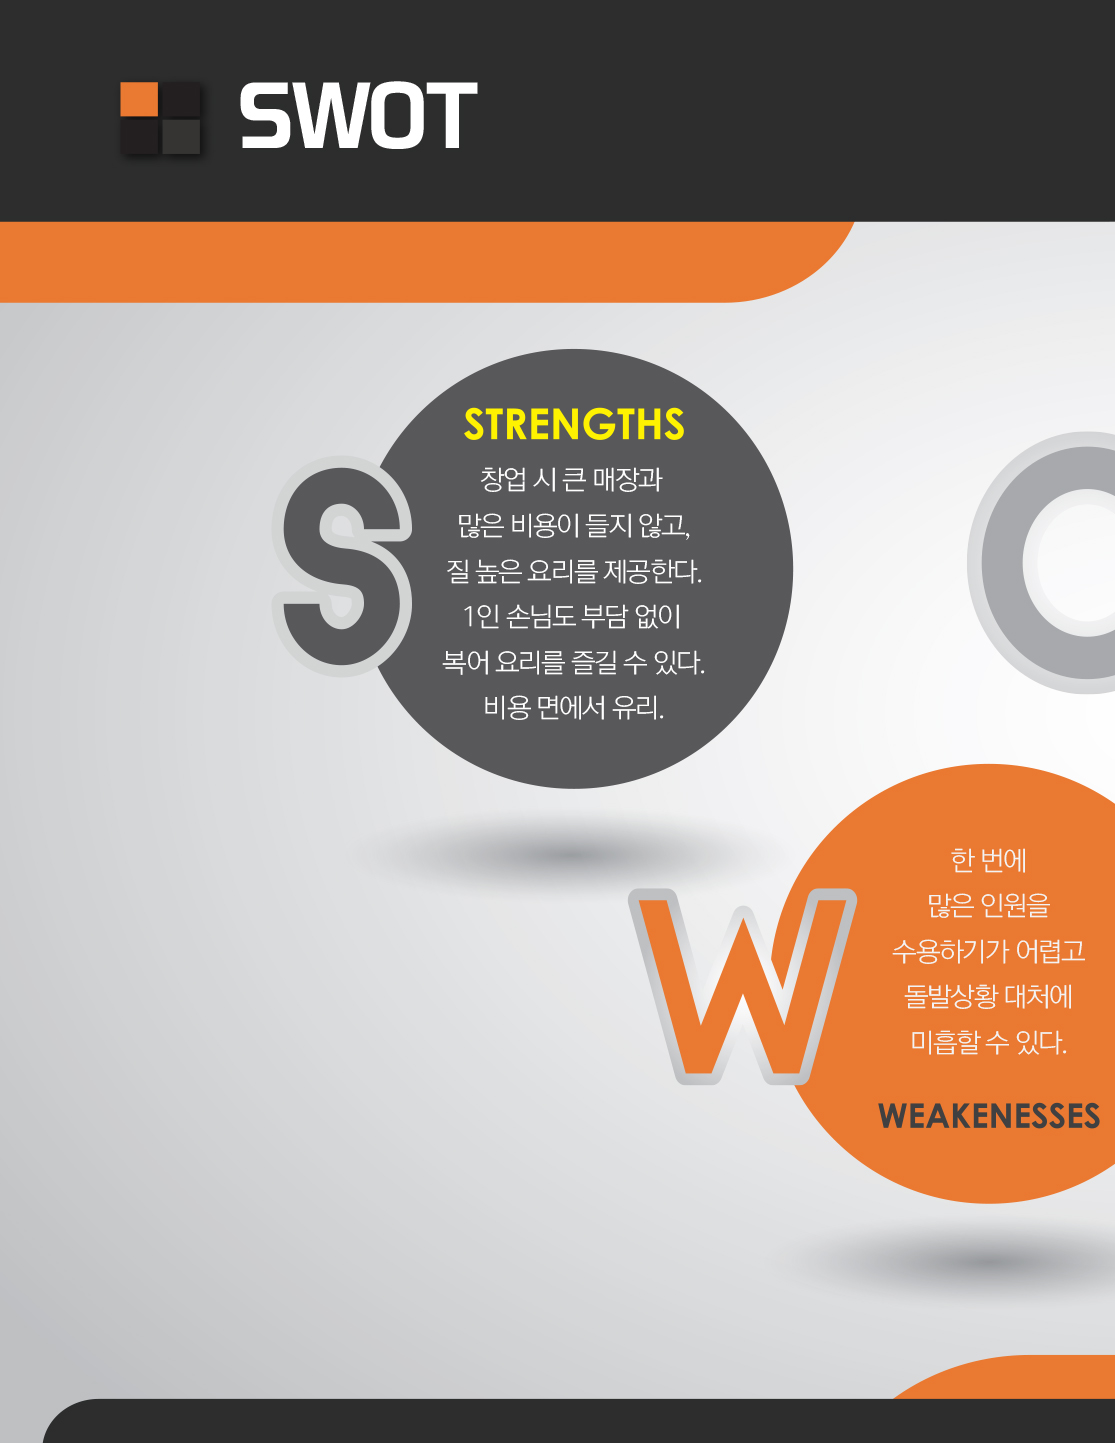 SWOT
STRENGTHS
창업 시 큰 매장과
많은 비용이 들지 않고,
질 높은 요리를 제공한다.
1인 손님도 부담 없이
복어 요리를 즐길 수 있다.
비용 면에서 유리.
S
O
한 번에
많은 인원을
수용하기가 어렵고
돌발상황 대처에
미흡할 수 있다.
W
WEAKENESSES